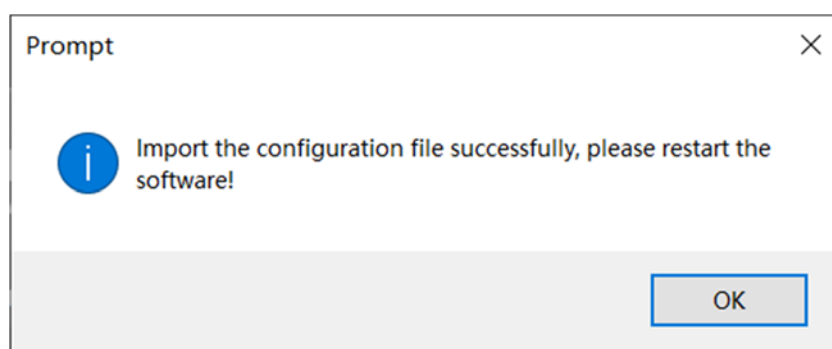 Prompt
Import the configuration file successfully, please restart the
software!
OK